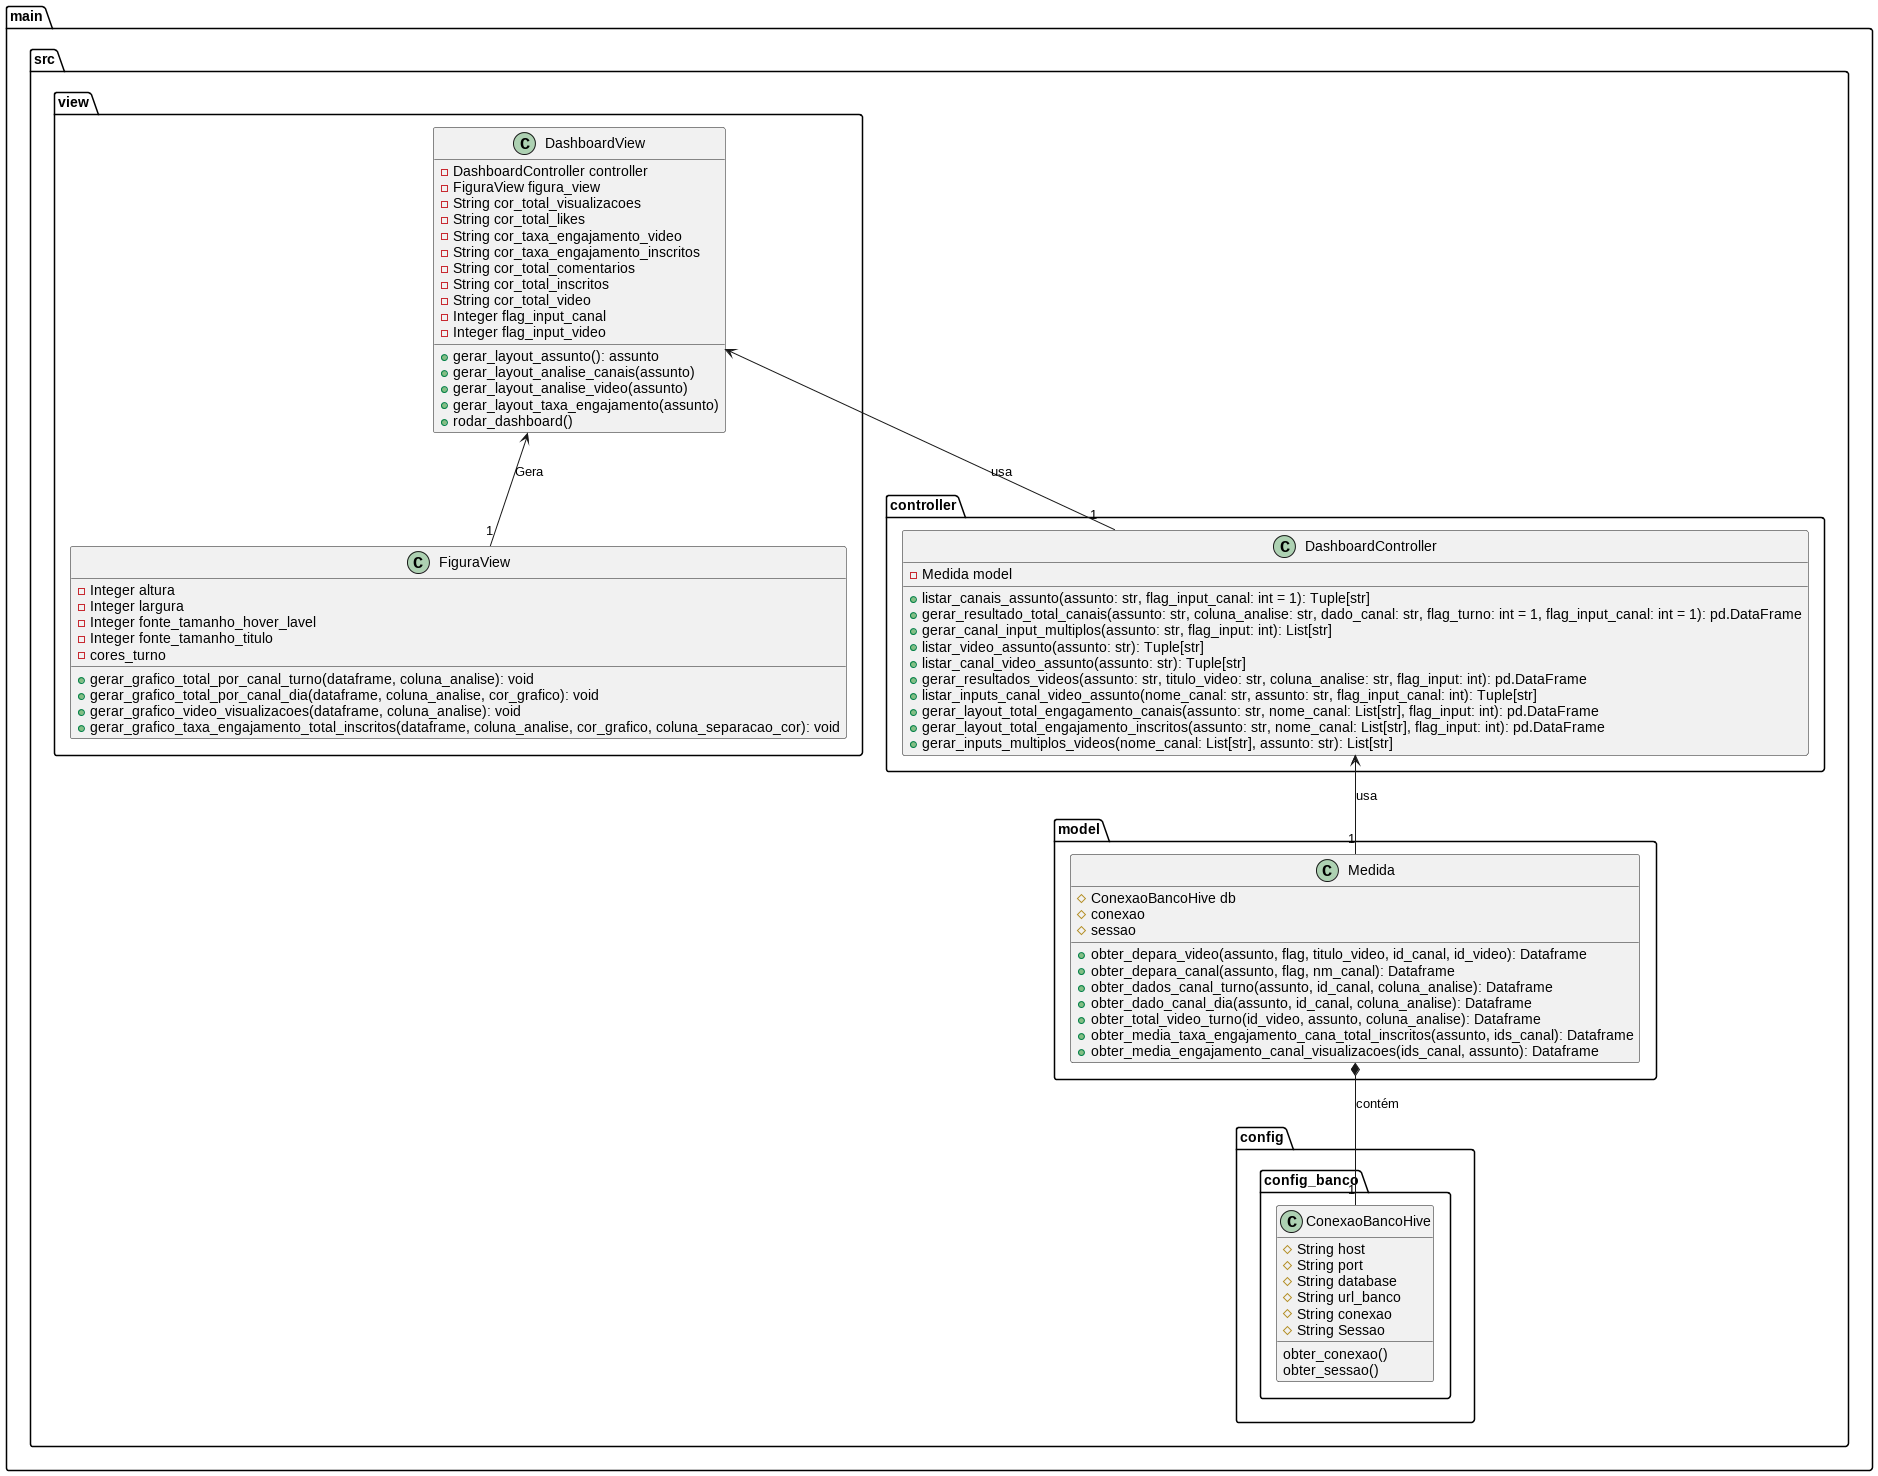 main
src
view
C DashboardView
DashboardController controller
FiguraView figura_view
String cor_total_visualizacoes
String cor_total_likes
String cor_taxa_engajamento_video
String cor_taxa_engajamento_inscritos
String cor_total_comentarios
String cor_total_inscritos
String cor_total_video
Integer flag_input_canal
Integer flag_input_video
gerar_layout_assunto(): assunto
gerar_layout_analise_canais(assunto)
gerar_layout_analise_video(assunto)
gerar_layout_taxa_engajamento(assunto)
rodar_dashboard()
Gera
1
usa
1
C FiguraView
Integer altura
Integer largura
Integer fonte_tamanho_hover_lavel
Integer fonte_tamanho_titulo
cores_turno
gerar_grafico_total_por_canal_turno(dataframe, coluna_analise): void
gerar_grafico_total_por_canal_dia(dataframe, coluna_analise, cor_grafico): void
gerar_grafico_video_visualizacoes(dataframe, coluna_analise): void
gerar_grafico_taxa_engajamento_total_inscritos(dataframe, coluna_analise, cor_grafico, coluna_separacao_cor): void
controller
C DashboardController
Medida model
listar_canais_assunto(assunto: str, flag_input_canal: int = 1): Tuple[str]
gerar_resultado_total_canais(assunto: str, coluna_analise: str, dado_canal: str, flag_turno: int = 1, flag_input_canal: int = 1): pd.DataFrame
gerar_canal_input_multiplos(assunto: str, flag_input: int): List[str]
listar_video_assunto(assunto: str): Tuple[str]
listar_canal_video_assunto(assunto: str): Tuple[str]
gerar_resultados_videos(assunto: str, titulo_video: str, coluna_analise: str, flag_input: int): pd.DataFrame
listar_inputs_canal_video_assunto(nome_canal: str, assunto: str, flag_input_canal: int): Tuple[str]
gerar_layout_total_engagamento_canais(assunto: str, nome_canal: List[str], flag_input: int): pd.DataFrame
gerar_layout_total_engajamento_inscritos(assunto: str, nome_canal: List[str], flag_input: int): pd.DataFrame
gerar_inputs_multiplos_videos(nome_canal: List[str], assunto: str): List[str]
usa
1
model
C Medida
ConexaoBancoHive db
conexao
sessao
obter_depara_video(assunto, flag, titulo_video, id_canal, id_video): Dataframe
obter_depara_canal(assunto, flag, nm_canal): Dataframe
obter_dados_canal_turno(assunto, id_canal, coluna_analise): Dataframe
obter_dado_canal_dia(assunto, id_canal, coluna_analise): Dataframe
obter_total_video_turno(id_video, assunto, coluna_analise): Dataframe
obter_media_taxa_engajamento_cana_total_inscritos(assunto, ids_canal): Dataframe
obter_media_engajamento_canal_visualizacoes(ids_canal, assunto): Dataframe
contém
1
config
config_banco
C ConexaoBancoHive
String host
String port
String database
String url_banco
String conexao
String Sessao
obter_conexao()
obter_sessao()